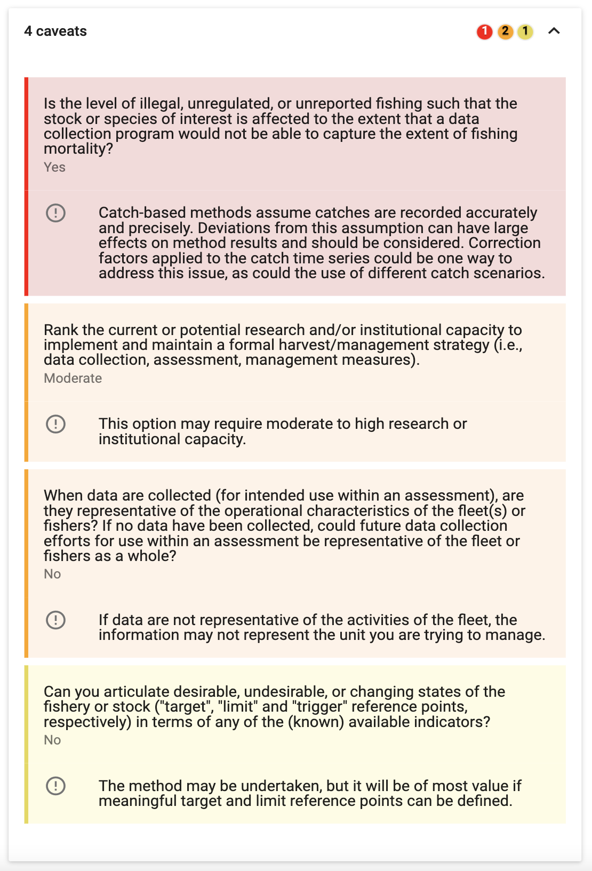 4 caveats
1 2 1
Is the level of illegal, unregulated, or unreported fishing such that the
stock or species of interest is affected to the extent that a data
collection program would not be able to capture the extent of fishing
mortality?
Yes
Catch-based methods assume catches are recorded accurately
and precisely. Deviations from this assumption can have large
effects on method results and should be considered. Correction
factors applied to the catch time series could be one way to
address this issue, as could the use of different catch scenarios.
Rank the current or potential research and/or institutional capacity to
implement and maintain a formal harvest/management strategy (i.e.,
data collection, assessment, management measures).
Moderate
This option may require moderate to high research or
institutional capacity.
When data are collected (for intended use within an assessment), are
they representative of the operational characteristics of the fleet(s) or
fishers? If no data have been collected, could future data collection
efforts for use within an assessment be representative of the fleet or
fishers as a whole?
No
If data are not representative of the activities of the fleet, the
information may not represent the unit you are trying to manage.
Can you articulate desirable, undesirable, or changing states of the
fishery or stock ("target", "limit" and "trigger" reference points,
respectively) in terms of any of the (known) available indicators?
No
The method may be undertaken, but it will be of most value if
meaningful target and limit reference points can be defined.